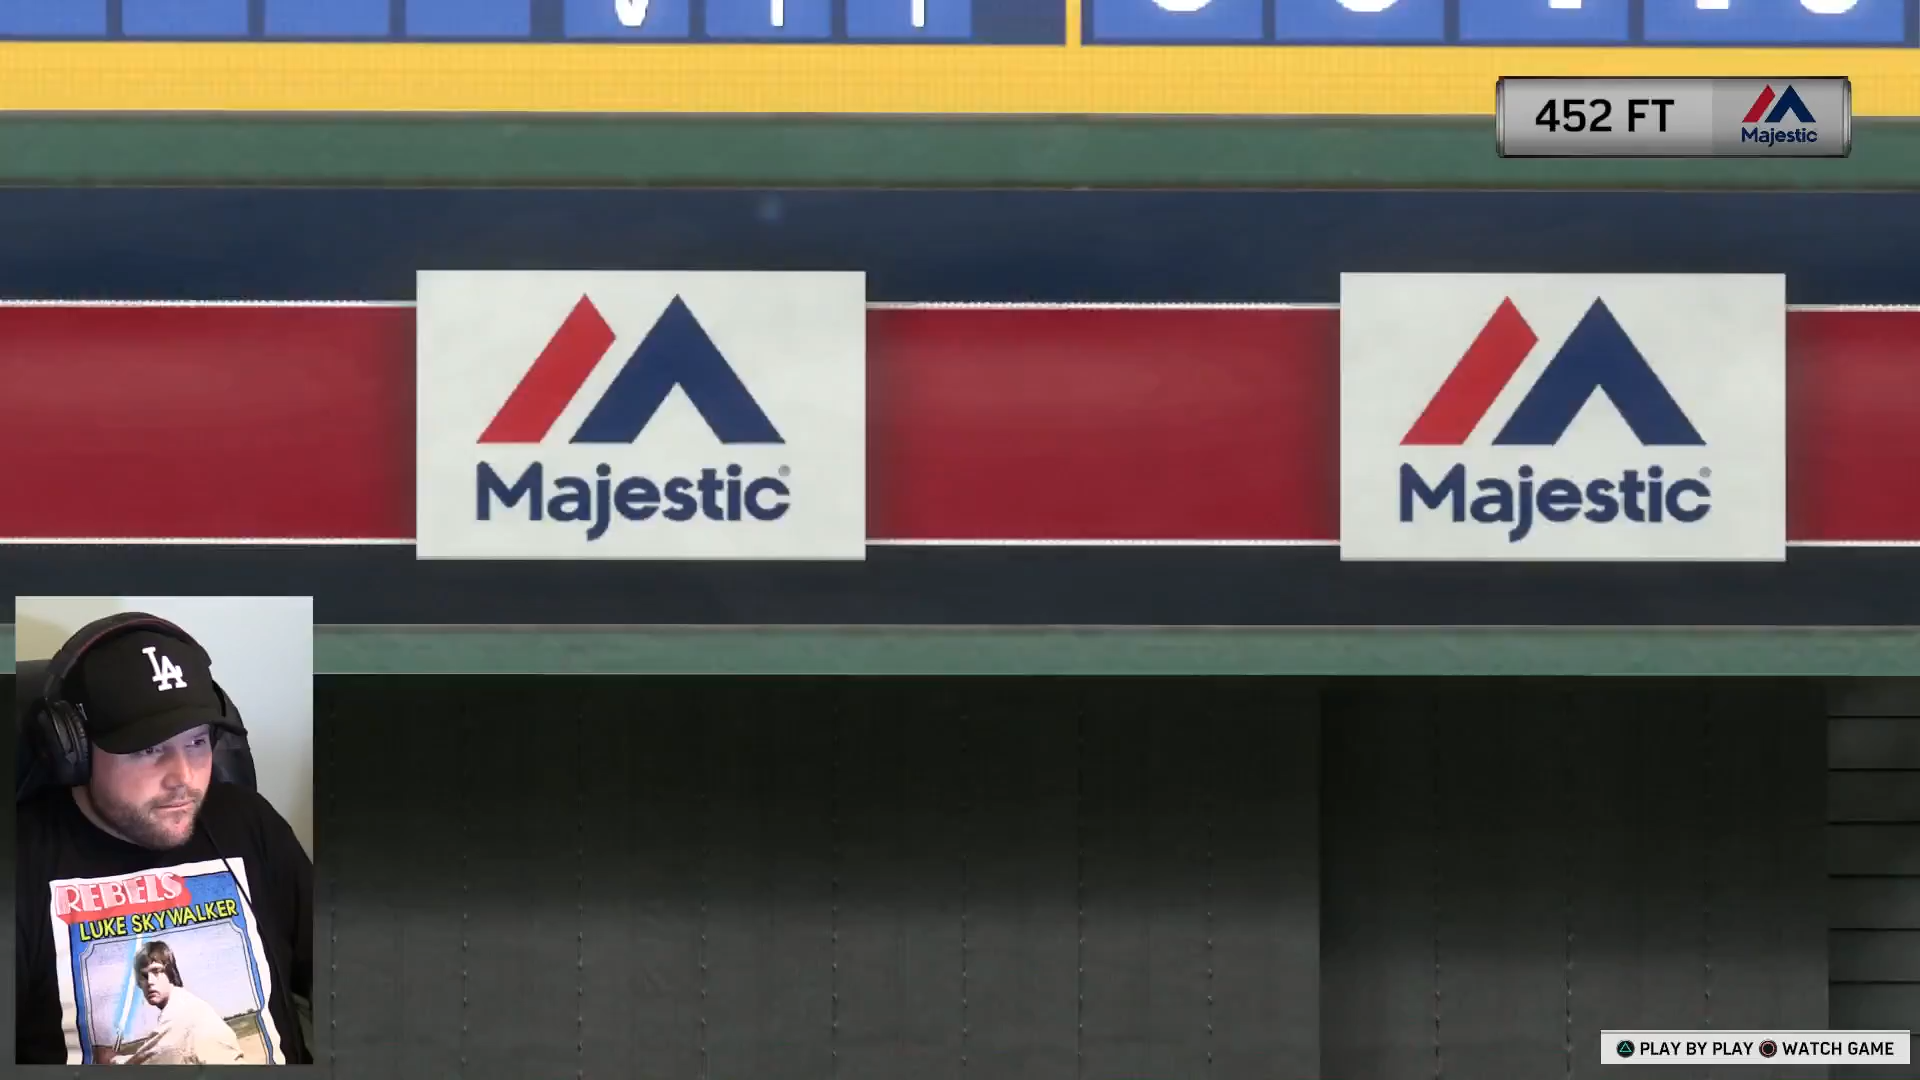 452 FT
Majestic
Majestic
Majestic
LA
REBELS
LUKE SKYWALKER
PLAY BY PLAY WATCH GAME